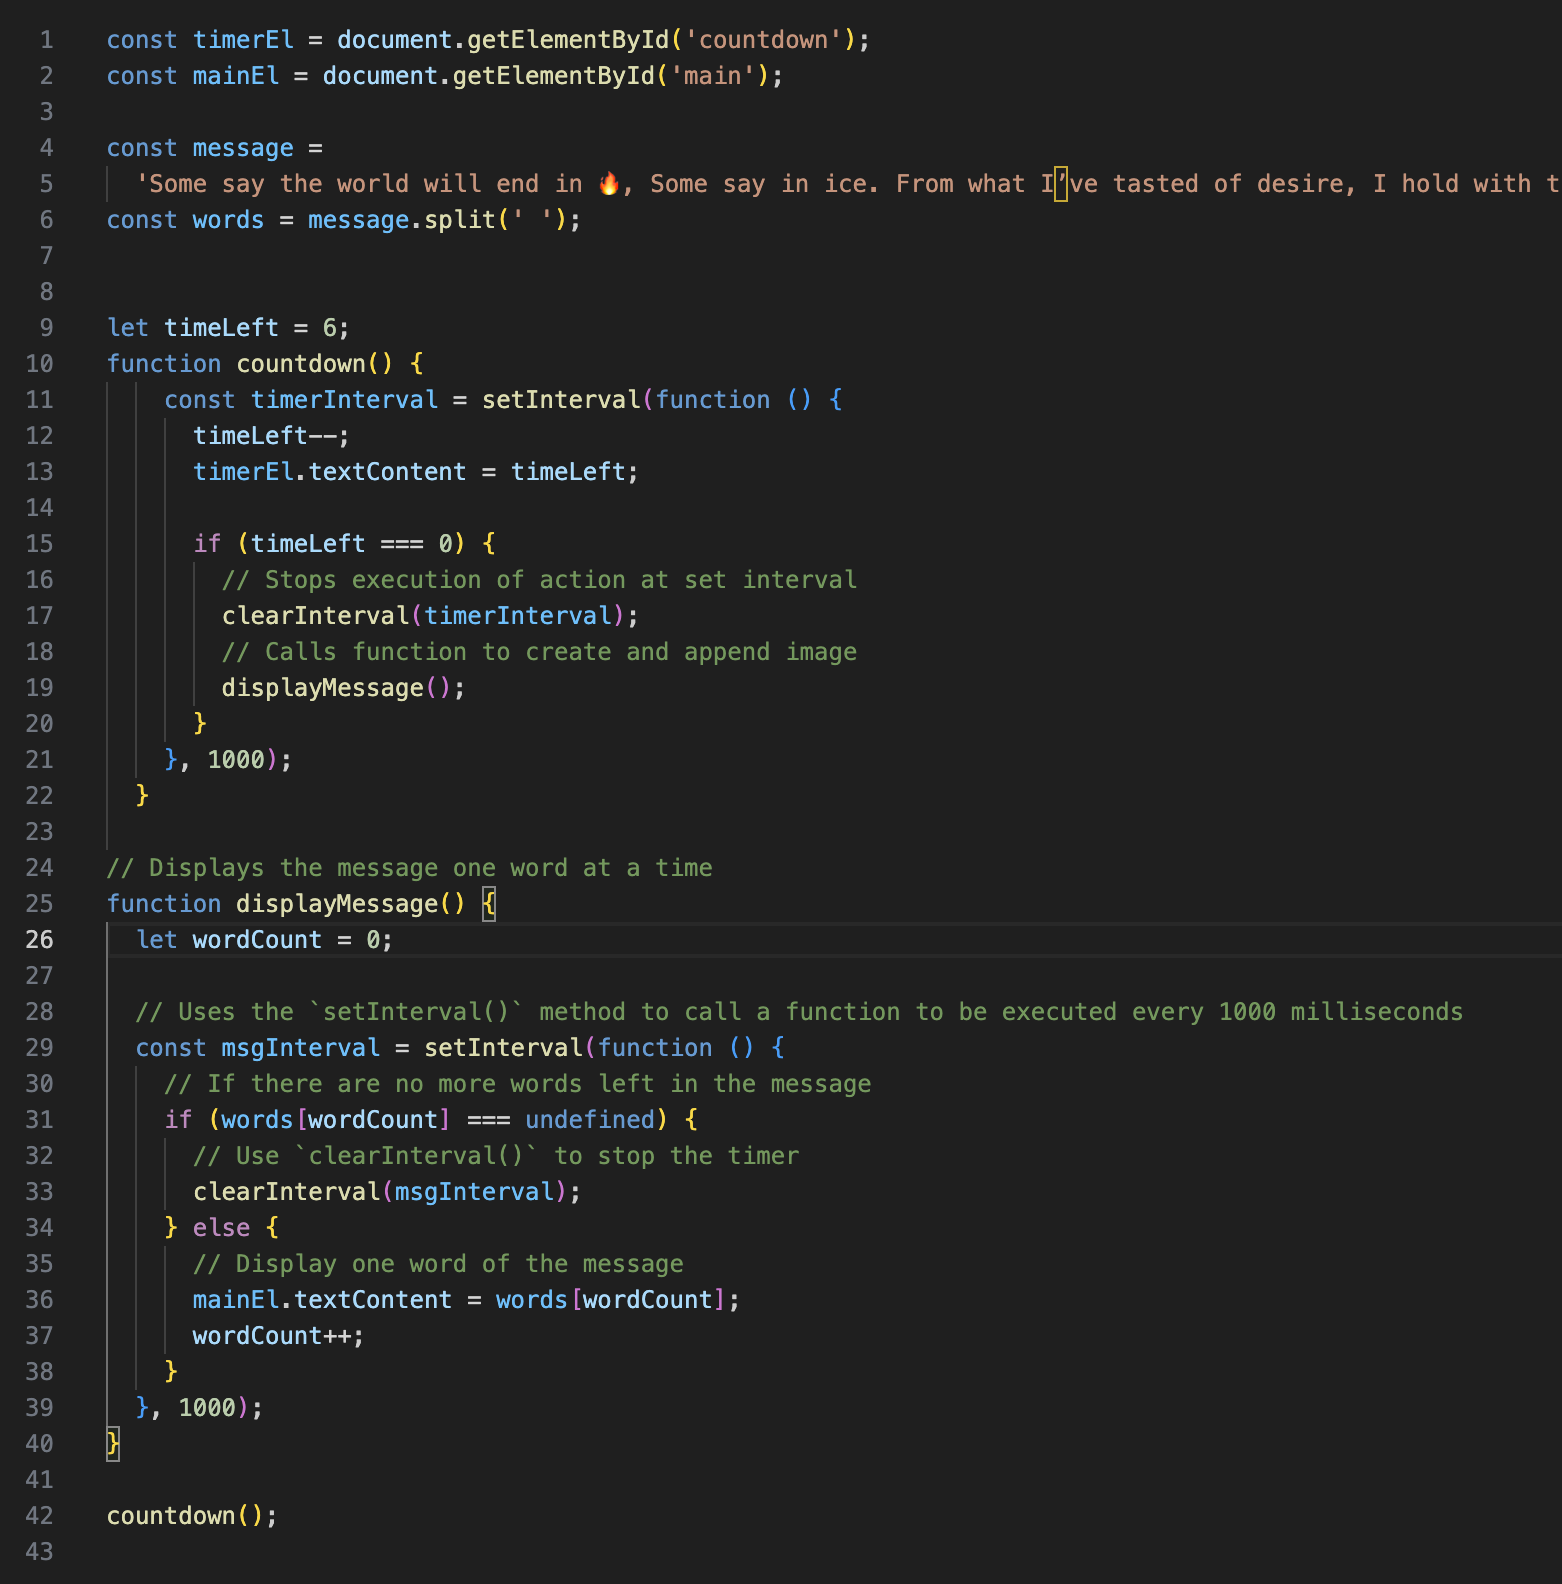 1 const timerEl = document.getElementById('countdown');
2 const mainEl = document.getElementById('main');
3
4 const message =
5 'Some say the world will end in 🔥, Some say in ice. From what I’ve tasted of desire, I hold with t
6 const words = message.split(' ');
7
8
9 let timeLeft = 6;
10 function countdown() {
11 const timerInterval = setInterval(function () {
12 timeLeft--;
13 timerEl.textContent = timeLeft;
14
15 if (timeLeft === 0) {
16 // Stops execution of action at set interval
17 clearInterval(timerInterval);
18 // Calls function to create and append image
19 displayMessage();
20 }
21 }, 1000);
22 }
23
24 // Displays the message one word at a time
25 function displayMessage() {
26 let wordCount = 0;
27
28 // Uses the `setInterval()` method to call a function to be executed every 1000 milliseconds
29 const msgInterval = setInterval(function () {
30 // If there are no more words left in the message
31 if (words[wordCount] === undefined) {
32 // Use `clearInterval()` to stop the timer
33 clearInterval(msgInterval);
34 } else {
35 // Display one word of the message
36 mainEl.textContent = words[wordCount];
37 wordCount++;
38 }
39 }, 1000);
40 }
41
42 countdown();
43